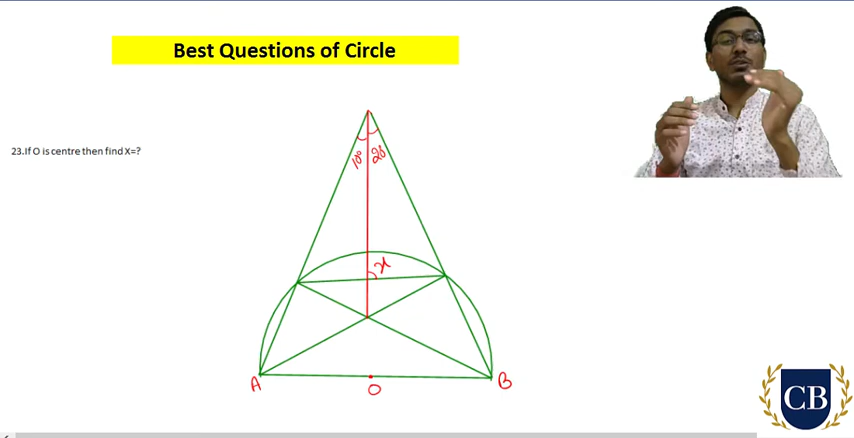 Best Questions of Circle
23.If O is centre then find X=?
10° 20°
x
A
O
B
CB